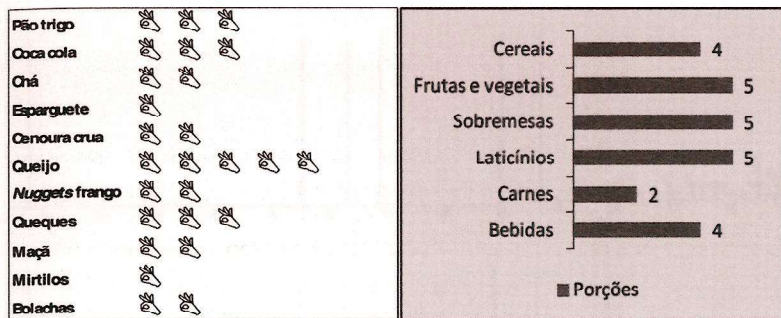 Pão trigo
Coca cola
Chá
Esparguete
Cenoura crua
Queijo
Nuggets frango
Queques
Maçã
Mirtilos
Bolachas
Cereais 4
Frutas e vegetais 5
Sobremesas 5
Laticínios 5
Carnes 2
Bebidas 4
Porções